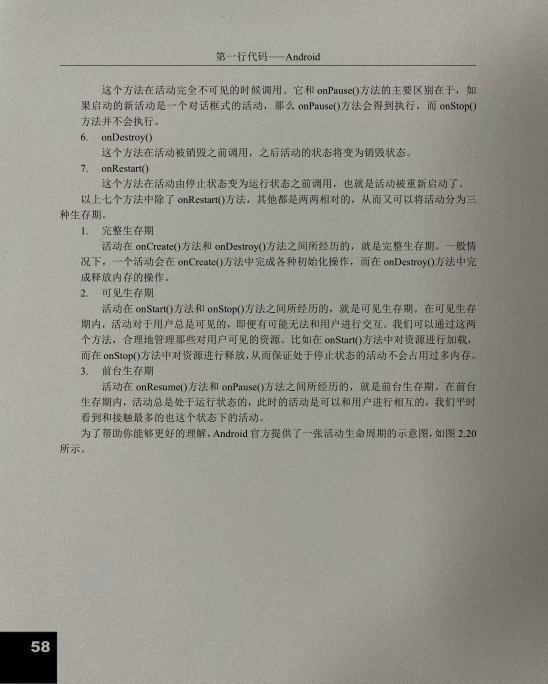 第一行代码——Android
这个方法在活动完全不可见的时候调用。它和 onPause()方法的主要区别在于，如
果启动的新活动是一个对话框式的活动，那么 onPause()方法会得到执行，而 onStop()
方法并不会执行。
6. onDestroy()
这个方法在活动被销毁之前调用，之后活动的状态将变为销毁状态。
7. onRestart()
这个方法在活动由停止状态变为运行状态之前调用，也就是活动被重新启动了。
以上七个方法中除了 onRestart()方法，其他都是两两相对的，从而又可以将活动分为三
种生存期。
1. 完整生存期
活动在 onCreate()方法和 onDestroy()方法之间所经历的，就是完整生存期。一般情
况下，一个活动会在 onCreate()方法中完成各种初始化操作，而在 onDestroy()方法中完
成释放内存的操作。
2. 可见生存期
活动在 onStart()方法和 onStop()方法之间所经历的，就是可见生存期。在可见生存
期内，活动对于用户总是可见的，即便有可能无法和用户进行交互。我们可以通过这两
个方法，合理地管理那些对用户可见的资源。比如在 onStart()方法中对资源进行加载，
而在 onStop()方法中对资源进行释放，从而保证处于停止状态的活动不会占用过多内存。
3. 前台生存期
活动在 onResume()方法和 onPause()方法之间所经历的，就是前台生存期。在前台
生存期内，活动总是处于运行状态的，此时的活动是可以和用户进行相互的，我们平时
看到和接触最多的也这个状态下的活动。
为了帮助你能够更好的理解，Android 官方提供了一张活动生命周期的示意图，如图 2.20
所示。
58